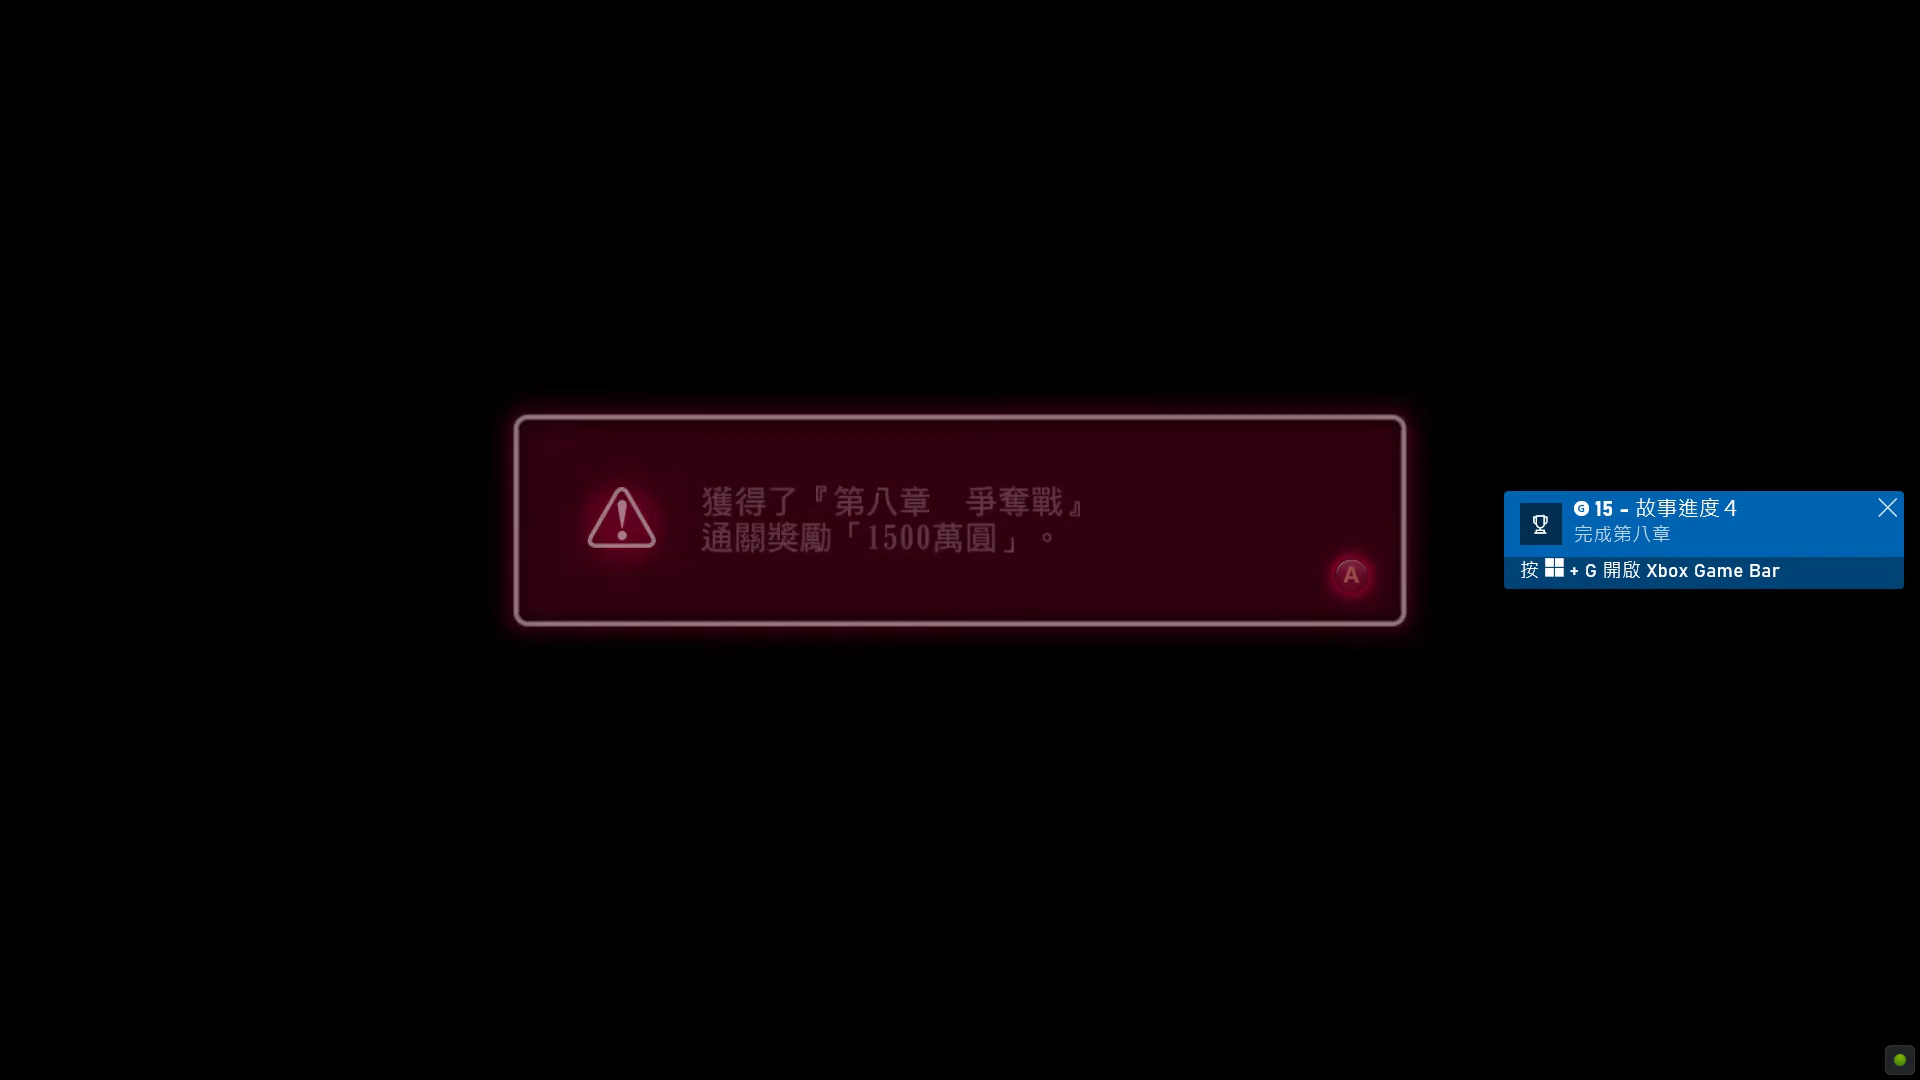 獲得了『第八章　爭奪戰』
通關獎勵「1500萬圓」。
A
G 15 - 故事進度４
完成第八章
按 + G 開啟 Xbox Game Bar